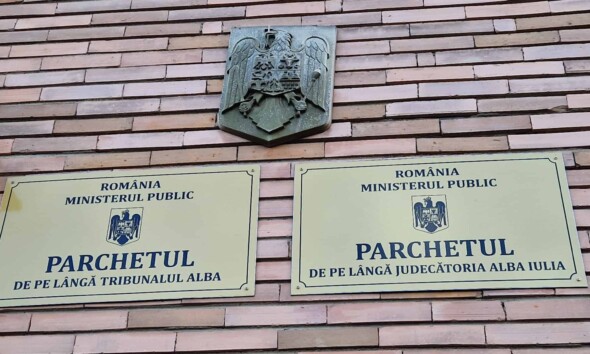 ROMÂNIA
MINISTERUL PUBLIC
PARCHETUL
DE PE LÂNGĂ TRIBUNALUL ALBA
ROMÂNIA
MINISTERUL PUBLIC
PARCHETUL
DE PE LÂNGĂ JUDECĂTORIA ALBA IULIA